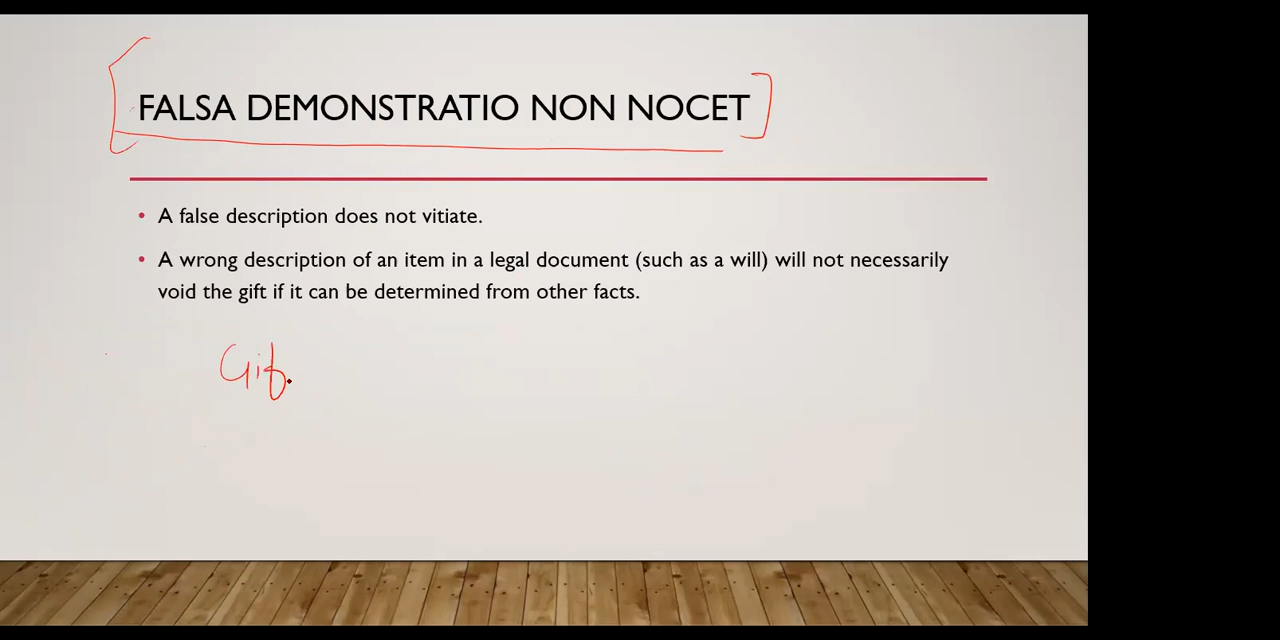 FALSA DEMONSTRATIO NON NOCET
• A false description does not vitiate.
• A wrong description of an item in a legal document (such as a will) will not necessarily
void the gift if it can be determined from other facts.
Gif